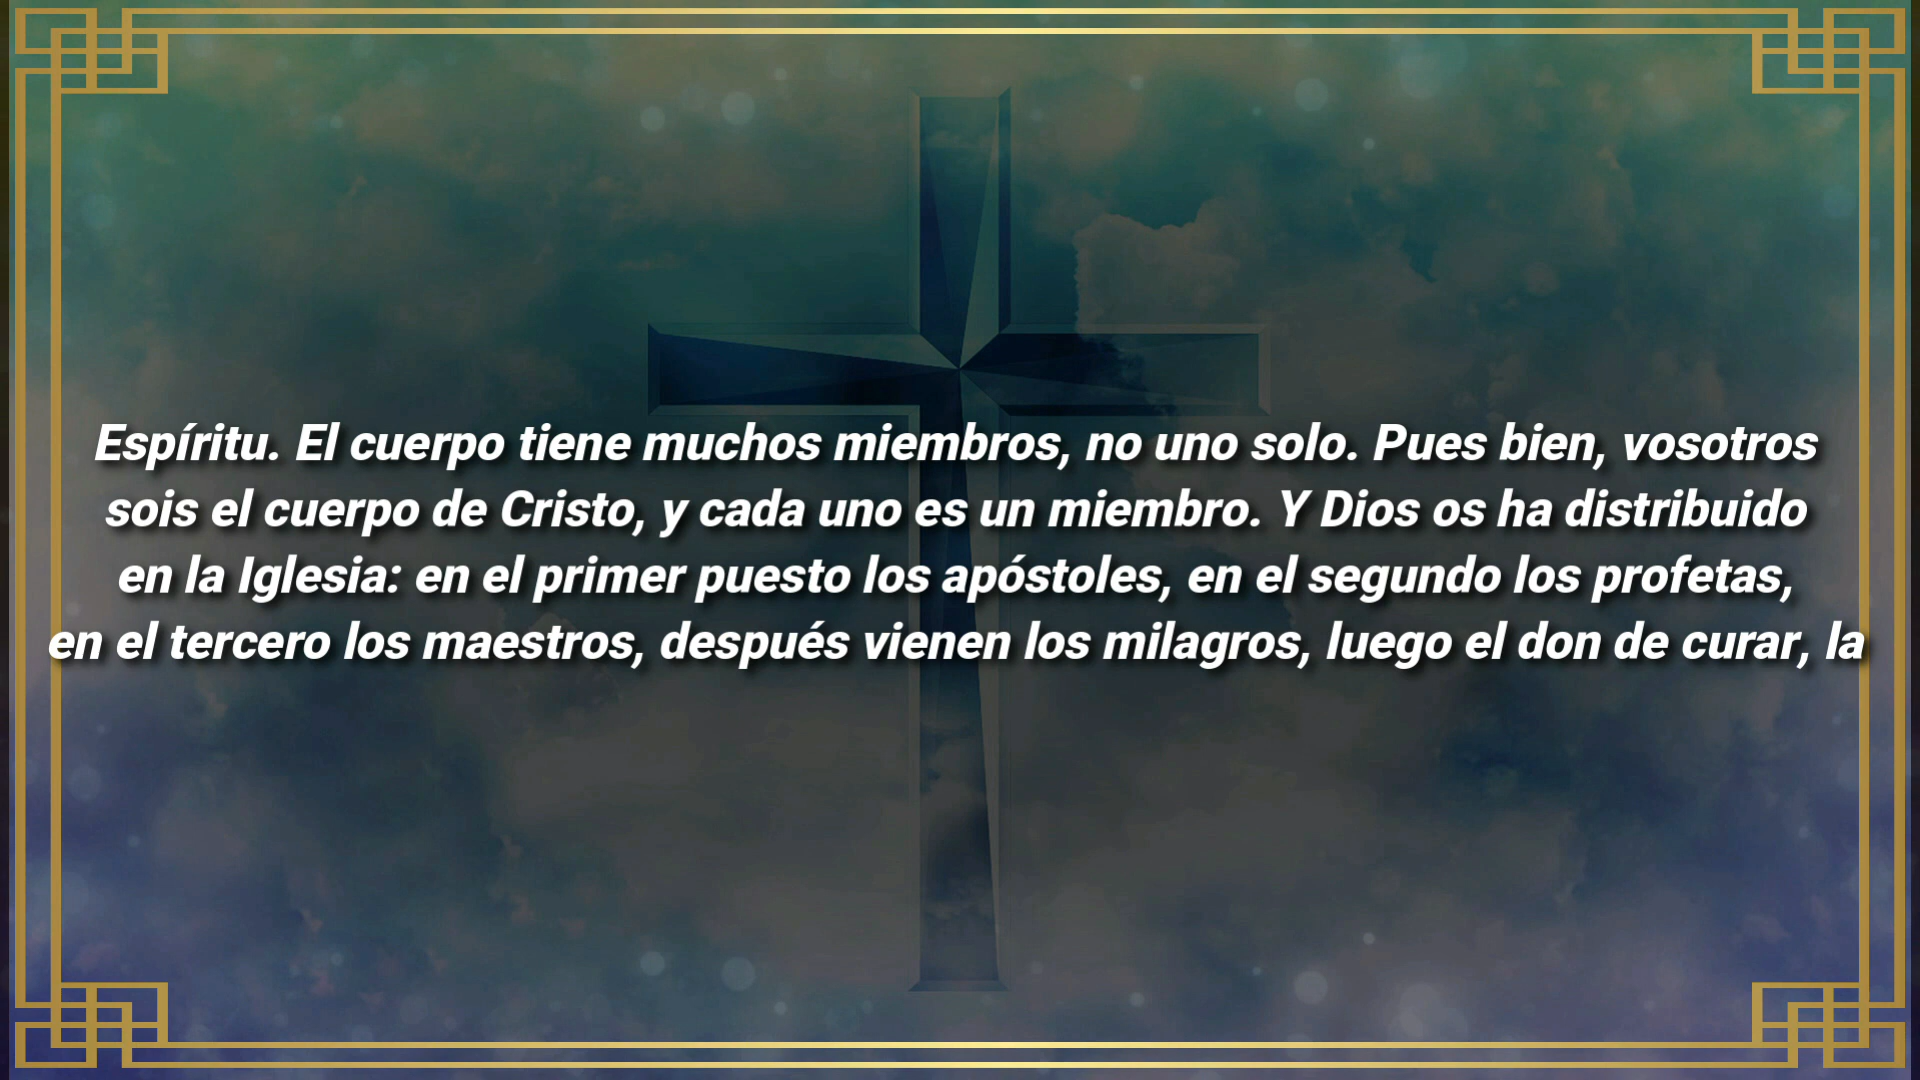 Espíritu. El cuerpo tiene muchos miembros, no uno solo. Pues bien, vosotros
sois el cuerpo de Cristo, y cada uno es un miembro. Y Dios os ha distribuido
en la Iglesia: en el primer puesto los apóstoles, en el segundo los profetas,
en el tercero los maestros, después vienen los milagros, luego el don de curar, la